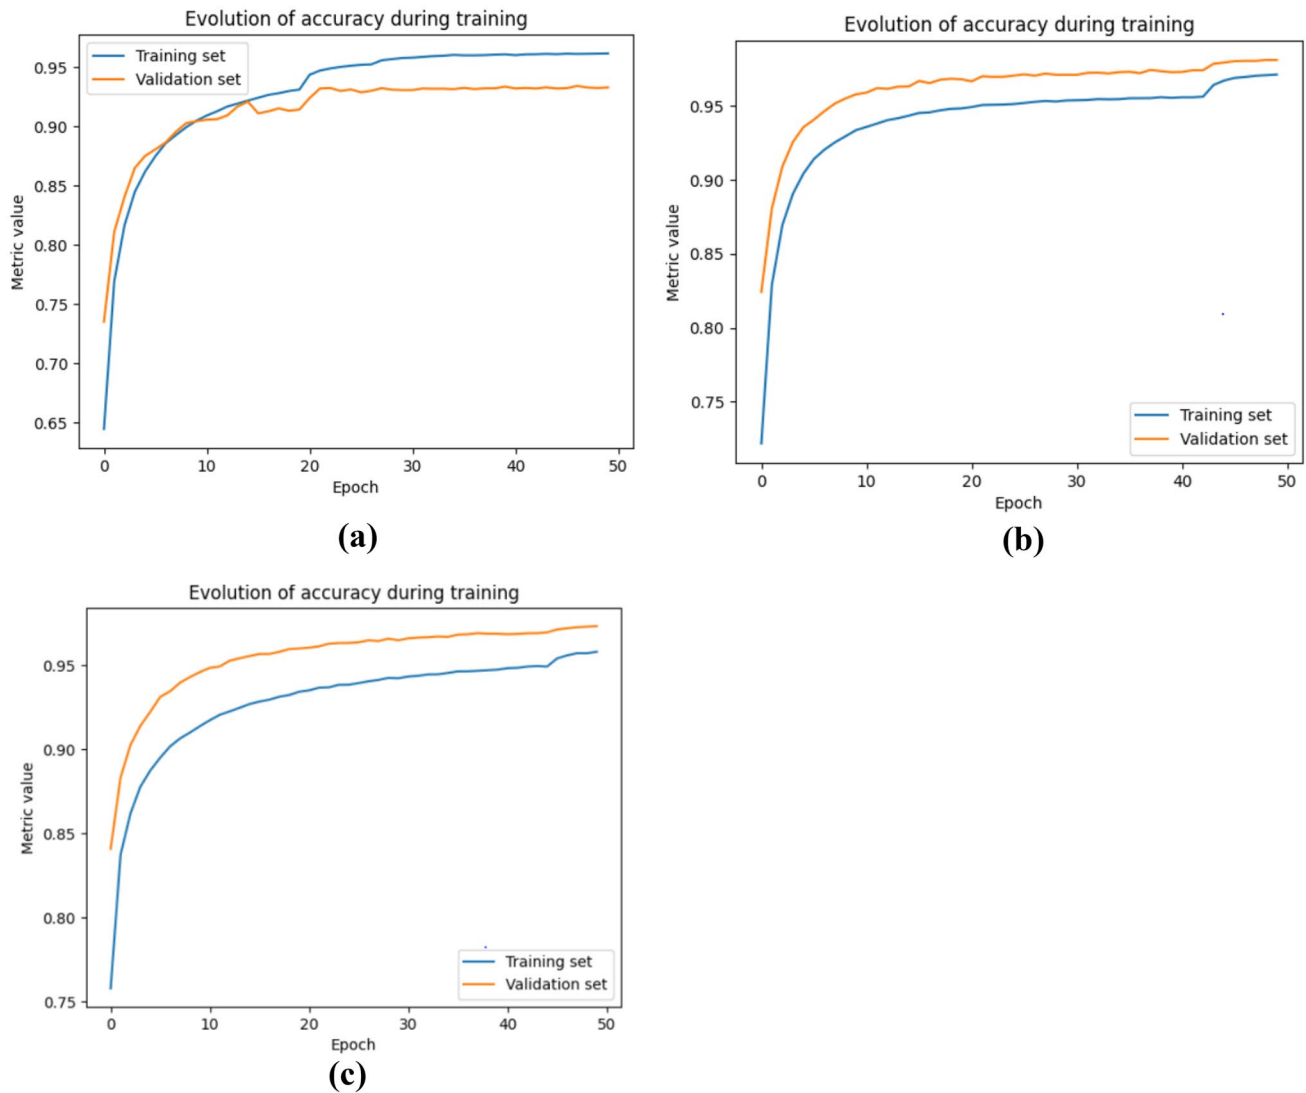 Evolution of accuracy during training
Training set
Validation set
0.95
0.90
0.85
0.80
0.75
0.70
0.65
Metric value
0 10 20 30 40 50
Epoch
(a)
Evolution of accuracy during training
0.95
0.90
0.85
0.80
0.75
Metric value
Training set
Validation set
0 10 20 30 40 50
Epoch
(b)
Evolution of accuracy during training
0.95
0.90
0.85
0.80
0.75
Metric value
Training set
Validation set
0 10 20 30 40 50
Epoch
(c)